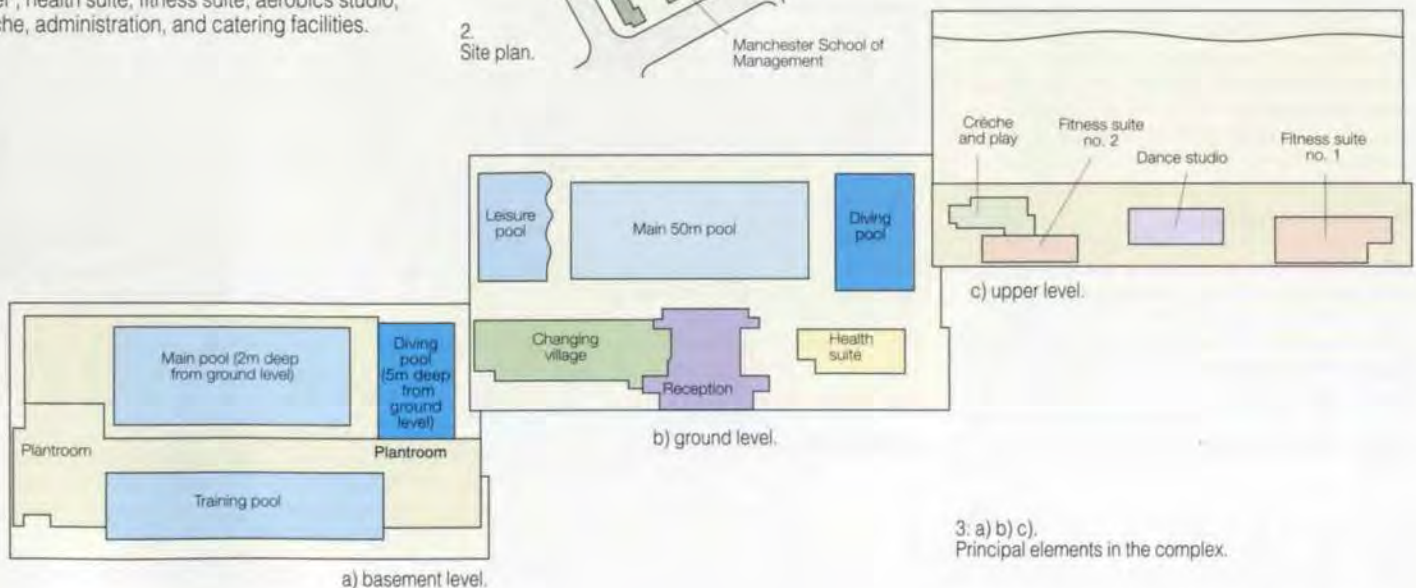 health suite, fitness suite, aerobics studio,
administration, and catering facilities.
2.
Site plan.
Manchester School of
Management
Crèche
and play
Fitness suite
no. 2
Dance studio
Fitness suite
no. 1
c) upper level.
Leisure
pool
Main 50m pool
Diving
pool
Changing
village
Reception
Health
suite
b) ground level.
Main pool (2m deep
from ground level)
Diving
pool
(5m deep
from
ground
level)
Plantroom
Plantroom
Training pool
a) basement level.
3: a) b) c).
Principal elements in the complex.